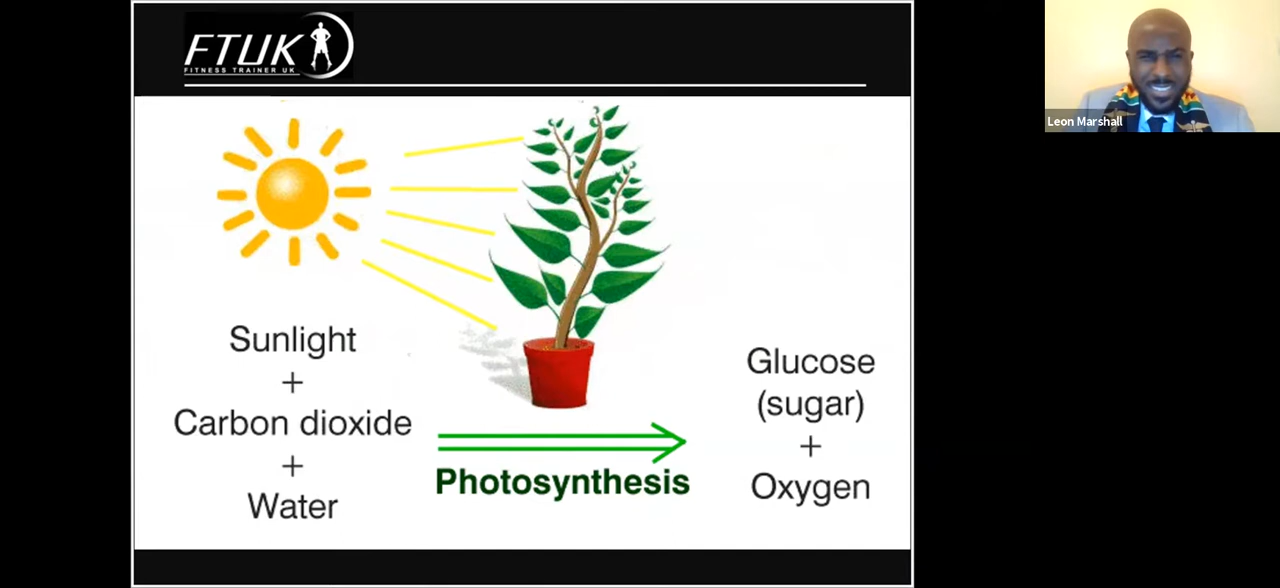 FTUK
FITNESS TRAINER UK
Leon Marshall
Sunlight
+
Carbon dioxide
+
Water
Photosynthesis
Glucose
(sugar)
+
Oxygen